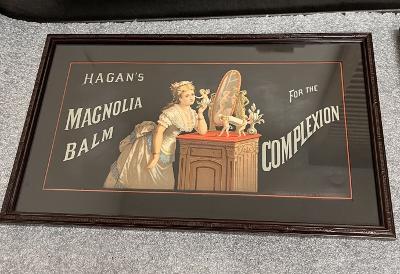 HAGAN'S
MAGNOLIA
BALM
FOR THE
COMPLEXION